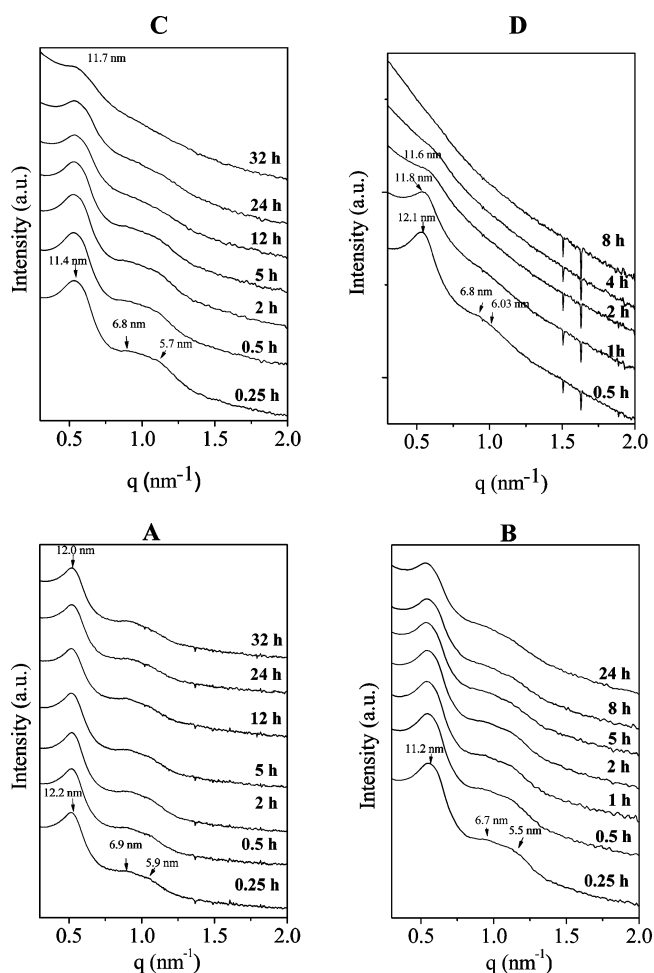 C
Intensity (a.u.)
11.7 nm
32 h
24 h
12 h
5 h
2 h
11.4 nm
0.5 h
6.8 nm
5.7 nm
0.25 h
0.5 1.0 1.5 2.0
q (nm-1)
D
Intensity (a.u.)
11.6 nm
11.8 nm
12.1 nm
8 h
4 h
2 h
6.8 nm
6.03 nm
1h
0.5 h
0.5 1.0 1.5 2.0
q (nm-1)
A
Intensity (a.u.)
12.0 nm
32 h
24 h
12 h
5 h
2 h
12.2 nm
0.5 h
6.9 nm
5.9 nm
0.25 h
0.5 1.0 1.5 2.0
q (nm-1)
B
Intensity (a.u.)
24 h
8 h
5 h
2 h
11.2 nm
1 h
0.5 h
6.7 nm
5.5 nm
0.25 h
0.5 1.0 1.5 2.0
q (nm-1)